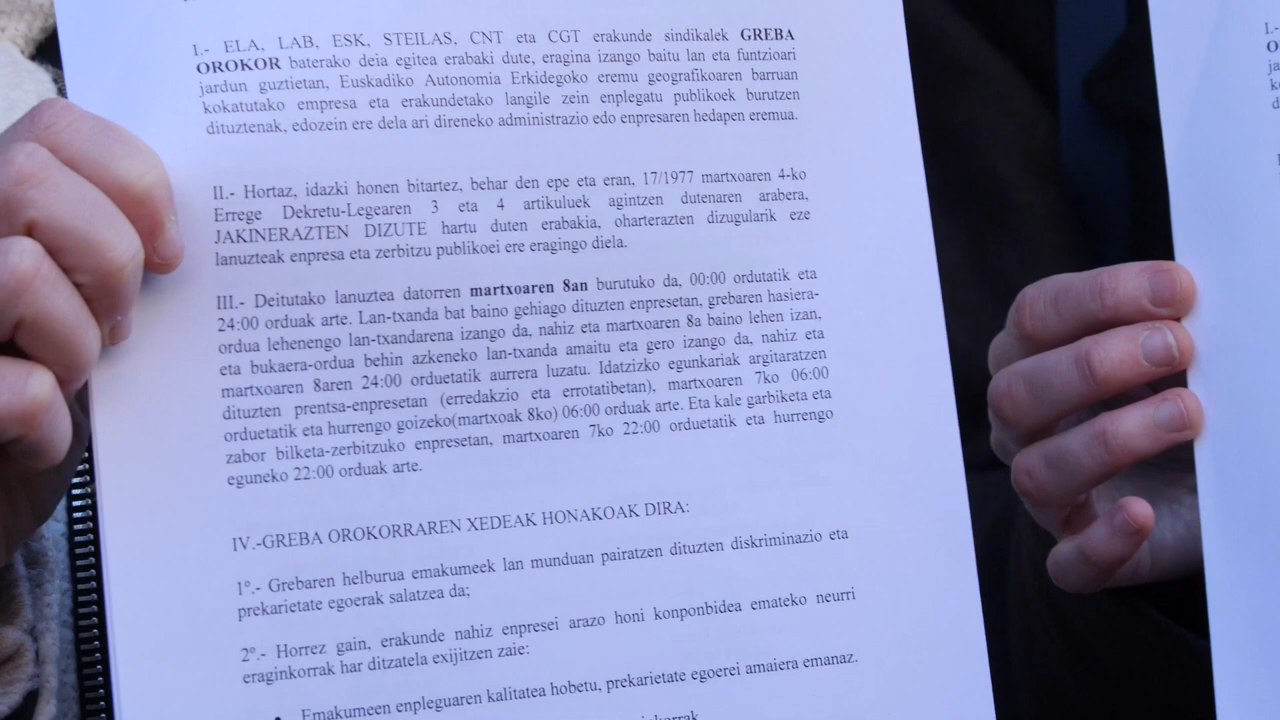 I.- ELA, LAB, ESK, STEILAS, CNT eta CGT erakunde sindikalek GREBA
OROKOR baterako deia egitea erabaki dute, eragina izango baitu lan eta funtzioari
jardun guztietan, Euskadiko Autonomia Erkidegoko eremu geografikoaren barruan
kokatutako empresa eta erakundetako langile zein enplegatu publikoek burutzen
dituztenak, edozein ere dela ari direneko administrazio edo enpresaren hedapen eremua.
II.- Hortaz, idazki honen bitartez, behar den epe eta eran, 17/1977 martxoaren 4-ko
Errege Dekretu-Legearen 3 eta 4 artikuluek agintzen dutenaren arabera,
JAKINERAZTEN DIZUTE hartu duten erabakia, oharterazten dizugularik eze
lanuzteak enpresa eta zerbitzu publikoei ere eragingo diela.
III.- Deitutako lanuztea datorren martxoaren 8an burutuko da, 00:00 ordutatik eta
24:00 orduak arte. Lan-txanda bat baino gehiago dituzten enpresetan, grebaren hasiera-
ordua lehenengo lan-txandarena izango da, nahiz eta martxoaren 8a baino lehen izan,
eta bukaera-ordua behin azkeneko lan-txanda amaitu eta gero izango da, nahiz eta
martxoaren 8aren 24:00 orduetatik aurrera luzatu. Idatzizko egunkariak argitaratzen
dituzten prentsa-enpresetan (erredakzio eta errotatibetan), martxoaren 7ko 06:00
orduetatik eta hurrengo goizeko(martxoak 8ko) 06:00 orduak arte. Eta kale garbiketa eta
zabor bilketa-zerbitzuko enpresetan, martxoaren 7ko 22:00 orduetatik eta hurrengo
eguneko 22:00 orduak arte.
IV.-GREBA OROKORRAREN XEDEAK HONAKOAK DIRA:
1º.- Grebaren helburua emakumeek lan munduan pairatzen dituzten diskriminazio eta
prekarietate egoerak salatzea da;
2º.- Horrez gain, erakunde nahiz enpresei arazo honi konponbidea emateko neurri
eraginkorrak har ditzatela exijitzen zaie:
• Emakumeen enpleguaren kalitatea hobetu, prekarietate egoerei amaiera emanaz.